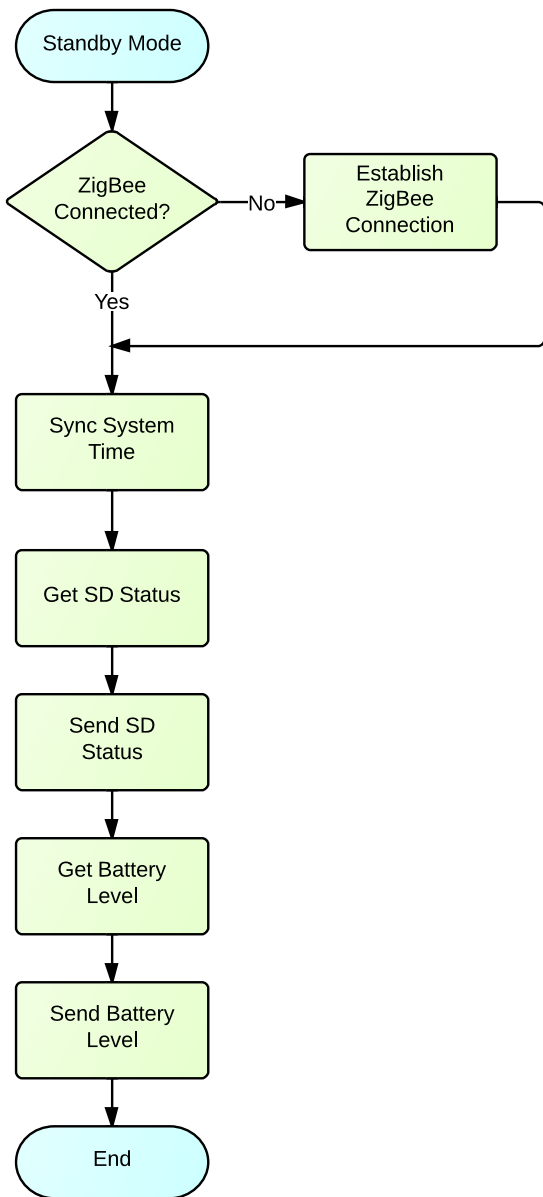 Standby Mode
ZigBee
Connected?
No
Establish
ZigBee
Connection
Yes
Sync System
Time
Get SD Status
Send SD
Status
Get Battery
Level
Send Battery
Level
End